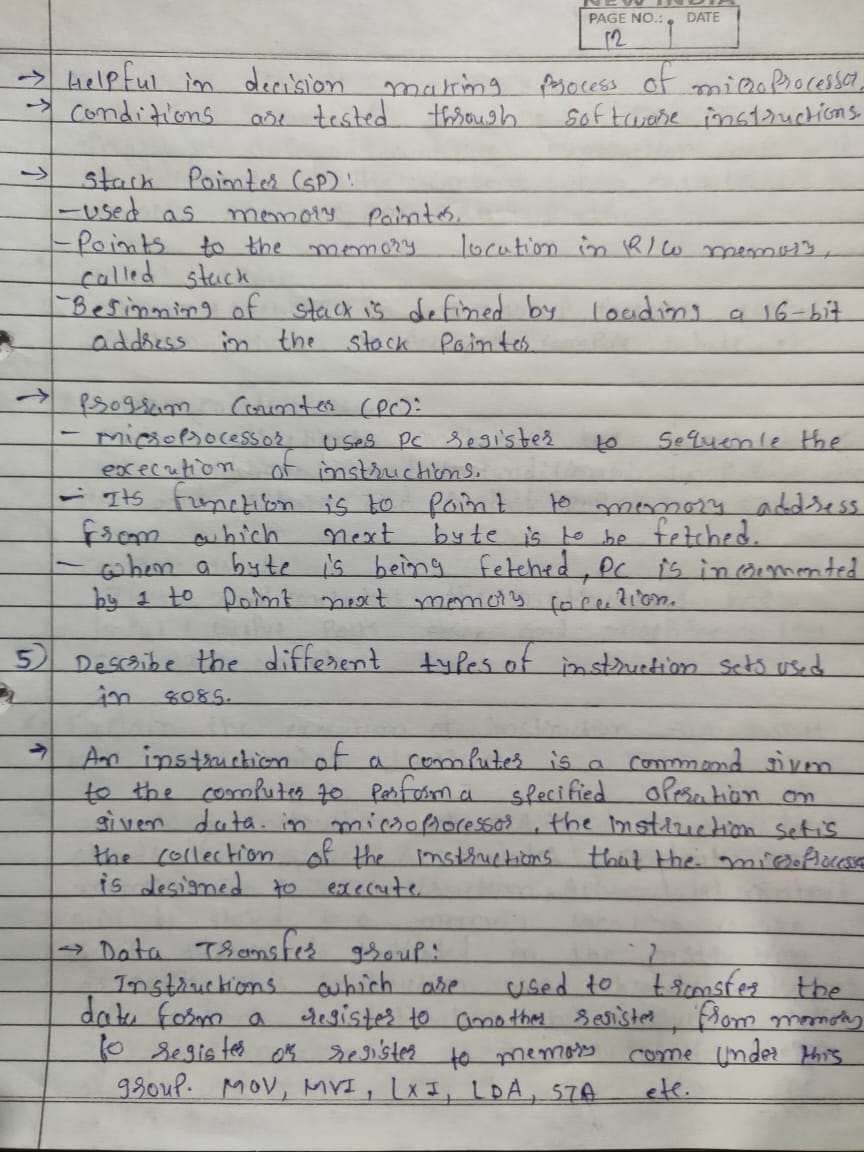 NEW INDIA
PAGE NO.: DATE
12
→ Helpful in decision making process of microprocessor.
→ conditions are tested through software instructions.
→ Stack Pointer (SP):
- used as memory pointer.
- Points to the memory location in R/W memory,
called stack
- Beginning of stack is defined by loading a 16-bit
address in the stack pointer.
→ Program Counter (PC):
- microprocessor uses PC register to sequence the
execution of instructions.
- Its function is to point to memory address
from which next byte is to be fetched.
- when a byte is being fetched, PC is incremented
by 1 to point next memory location.
5) Describe the different types of instruction sets used
in 8085.
→ An instruction of a computer is a command given
to the computer to perform a specified operation on
given data. in microprocessor, the instruction set is
the collection of the instructions that the microprocess
is designed to execute.
→ Data Transfer group:
Instructions which are used to transfer the
data form a register to another register, from memory
to register or register to memory come under this
group. MOV, MVI, LXI, LDA, STA etc.